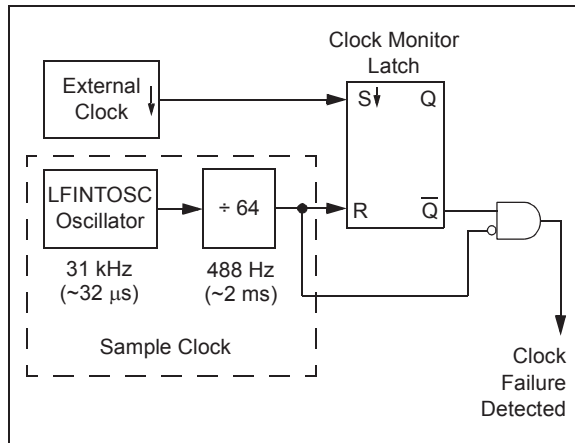 Clock Monitor
Latch
External
Clock
S
Q
LFINTOSC
Oscillator
÷ 64
R
Q̅
31 kHz
(~32 μs)
488 Hz
(~2 ms)
Sample Clock
Clock
Failure
Detected